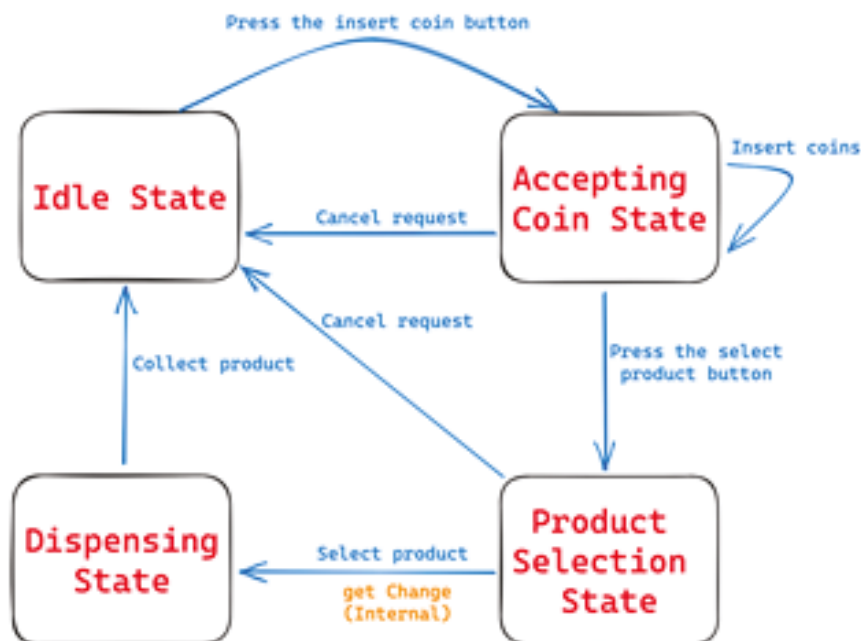 Press the insert coin button
Idle State
Accepting
Coin State
Insert coins
Cancel request
Cancel request
Press the select
product button
Collect product
Dispensing
State
Select product
get Change
(Internal)
Product
Selection
State